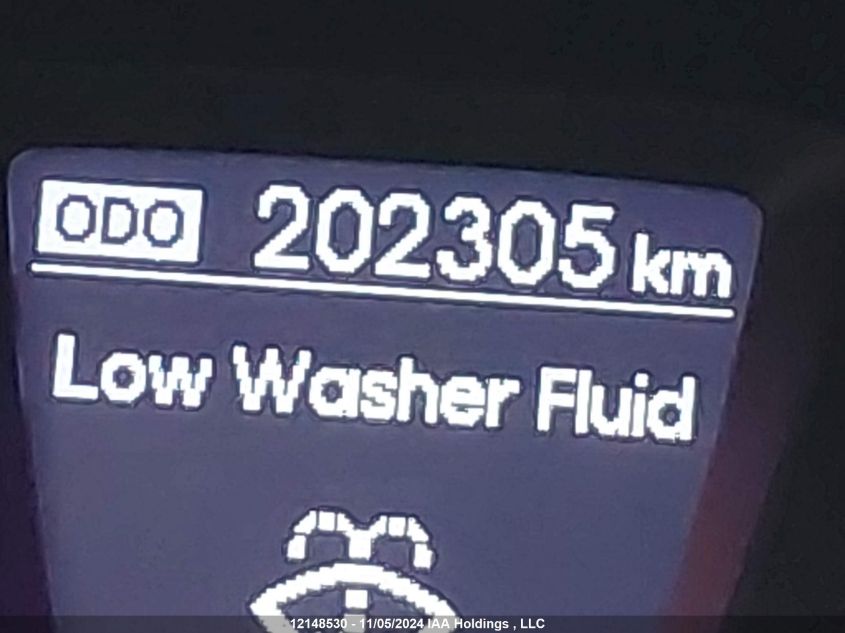 ODO 202305 km
Low Washer Fluid
12148530 - 11/05/2024 IAA Holdings , LLC